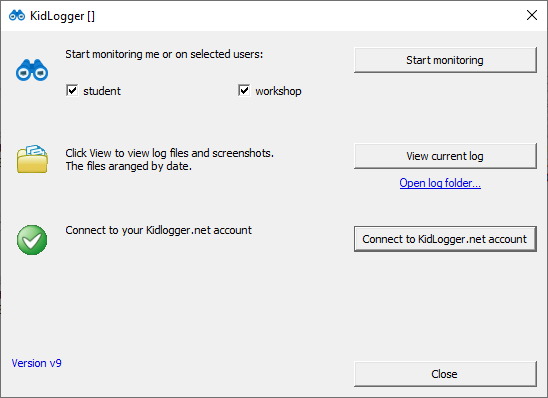 KidLogger []
Start monitoring me or on selected users:
Start monitoring
student
workshop
Click View to view log files and screenshots.
The files aranged by date.
View current log
Open log folder...
Connect to your Kidlogger.net account
Connect to KidLogger.net account
Version v9
Close